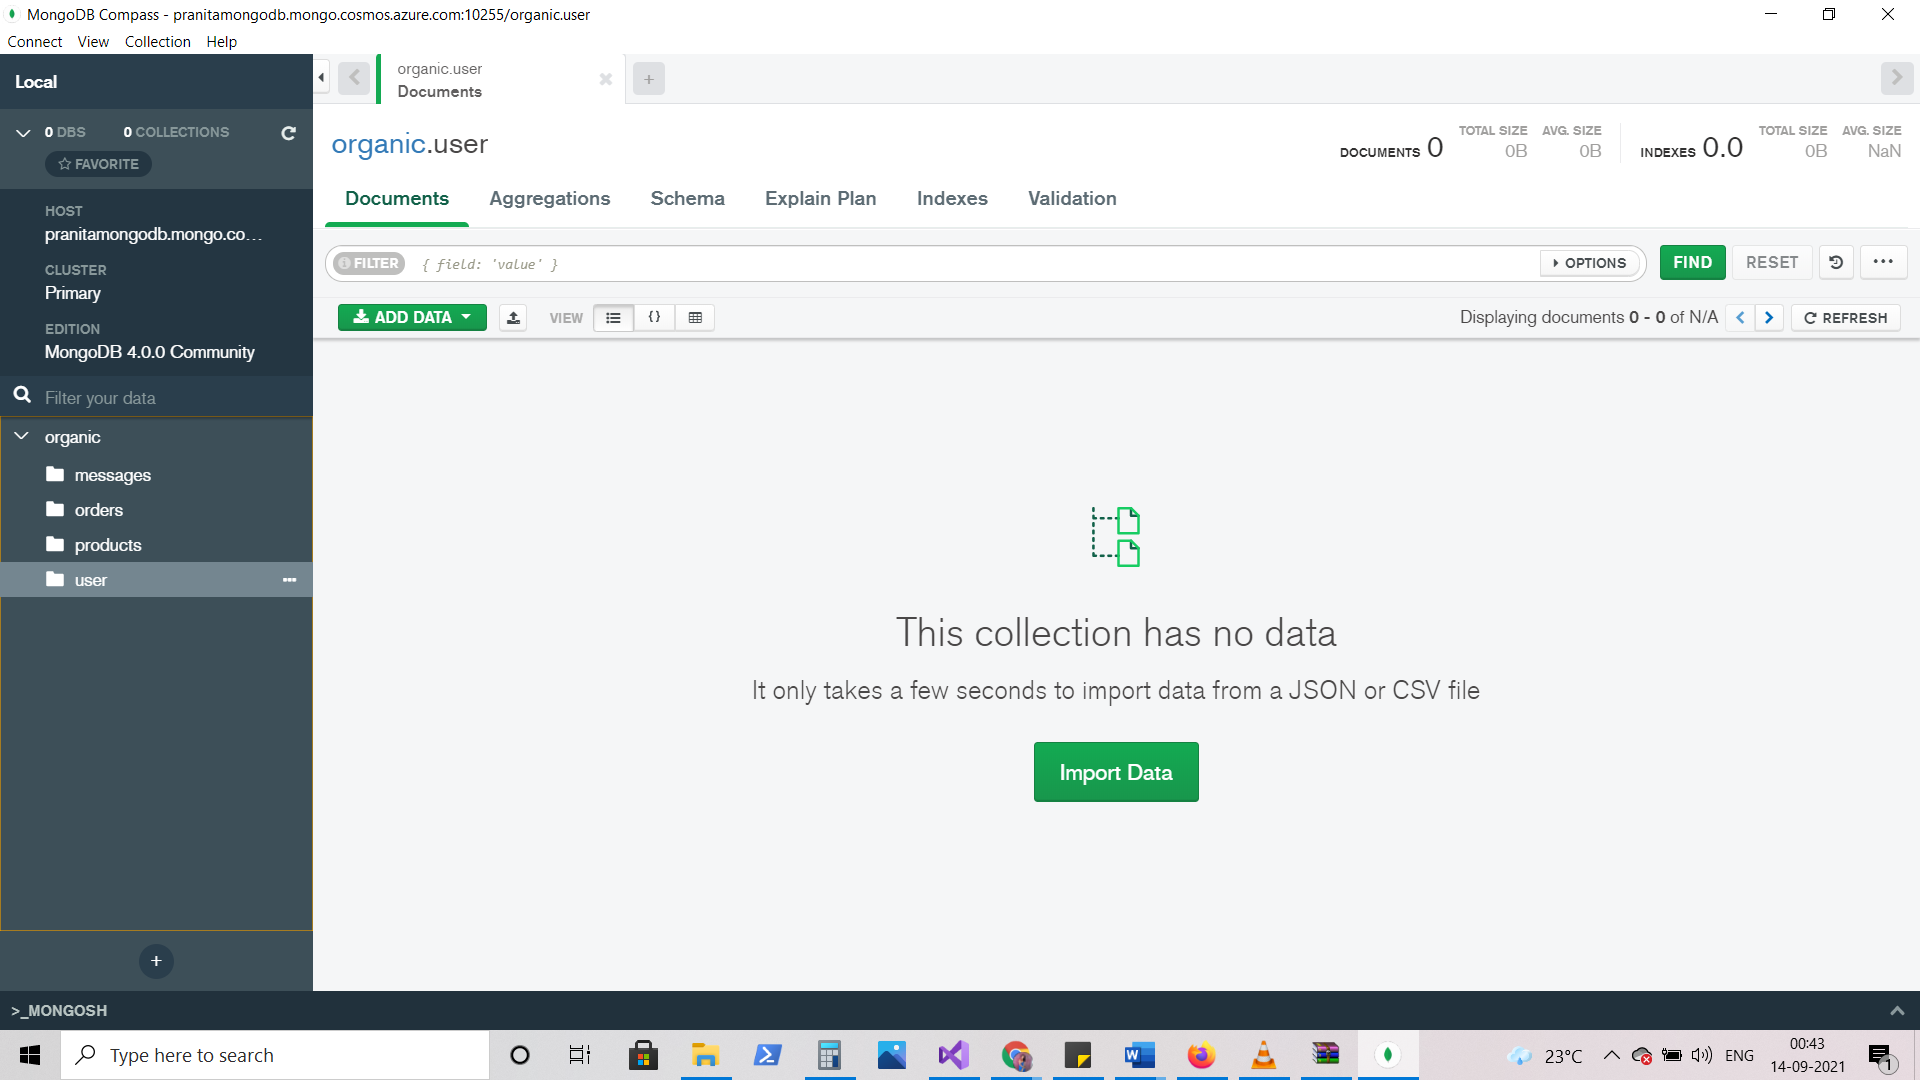 MongoDB Compass - pranitamongodb.mongo.cosmos.azure.com:10255/organic.user
Connect View Collection Help
Local
0 DBS 0 COLLECTIONS
FAVORITE
HOST
pranitamongodb.mongo.co...
CLUSTER
Primary
EDITION
MongoDB 4.0.0 Community
Filter your data
organic
messages
orders
products
user
organic.user
Documents
organic.user
DOCUMENTS 0
TOTAL SIZE
0B
AVG. SIZE
0B
INDEXES 0.0
TOTAL SIZE
0B
AVG. SIZE
NaN
Documents Aggregations Schema Explain Plan Indexes Validation
FILTER { field: 'value' } OPTIONS FIND RESET
ADD DATA VIEW {} Displaying documents 0 - 0 of N/A REFRESH
This collection has no data
It only takes a few seconds to import data from a JSON or CSV file
Import Data
>_MONGOSH
Type here to search
23°C ENG
00:43
14-09-2021
1